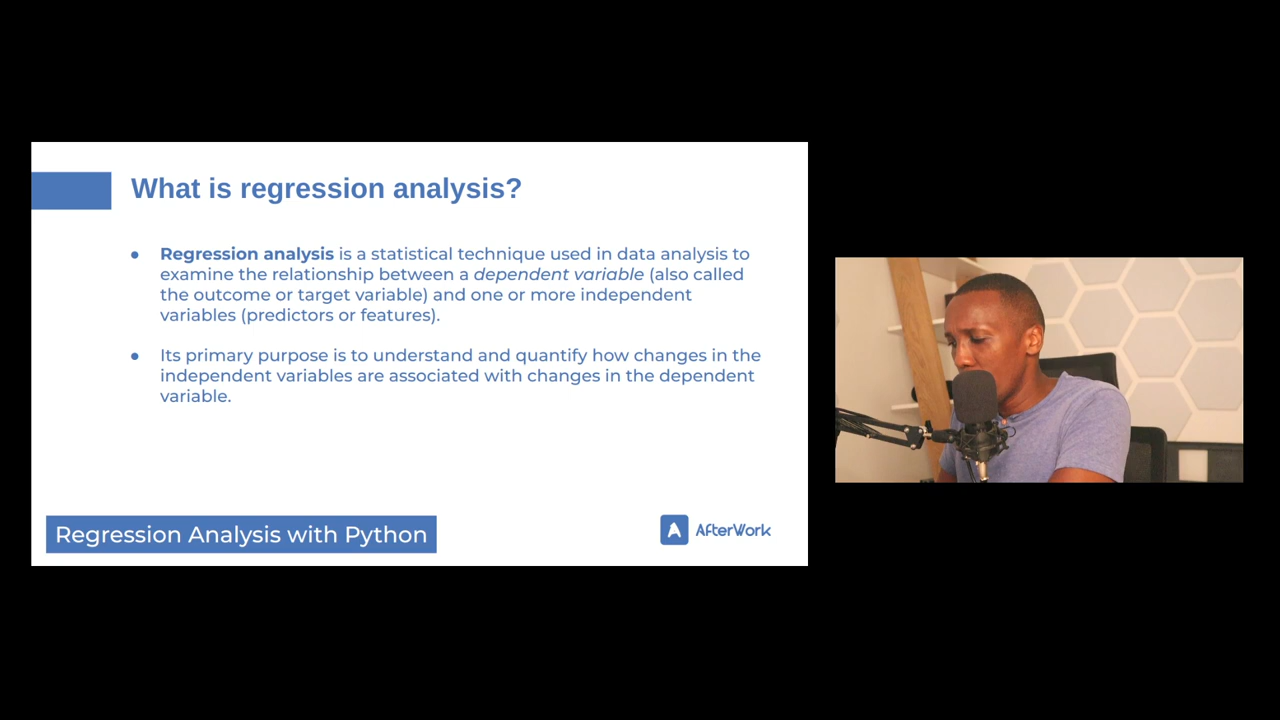 What is regression analysis?
● Regression analysis is a statistical technique used in data analysis to
examine the relationship between a dependent variable (also called
the outcome or target variable) and one or more independent
variables (predictors or features).
● Its primary purpose is to understand and quantify how changes in the
independent variables are associated with changes in the dependent
variable.
Regression Analysis with Python
AfterWork